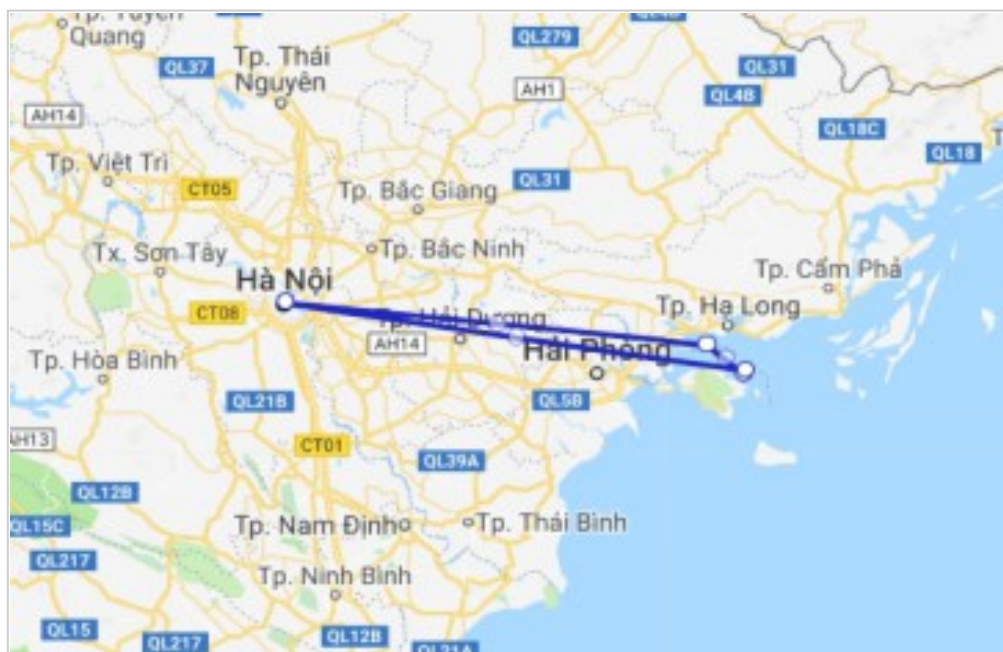 Tp. Tuyên
Quang
QL279
QL37
Tp. Thái
Nguyên
QL31
AH1
QL4B
AH14
QL18C
QL18
Tp. Việt Trì
CT05
QL31
Tp. Bắc Giang
Tx. Sơn Tây
Tp. Bắc Ninh
Tp. Cẩm Phả
Hà Nội
CT08
Tp. Hạ Long
Tp. Hải Dương
AH14
Hải Phòng
Tp. Hòa Bình
QL21B
QL5B
AH13
CT01
QL39A
QL12B
QL15C
Tp. Nam Định
Tp. Thái Bình
QL217
Tp. Ninh Bình
QL15
QL217
QL12B
QL21A